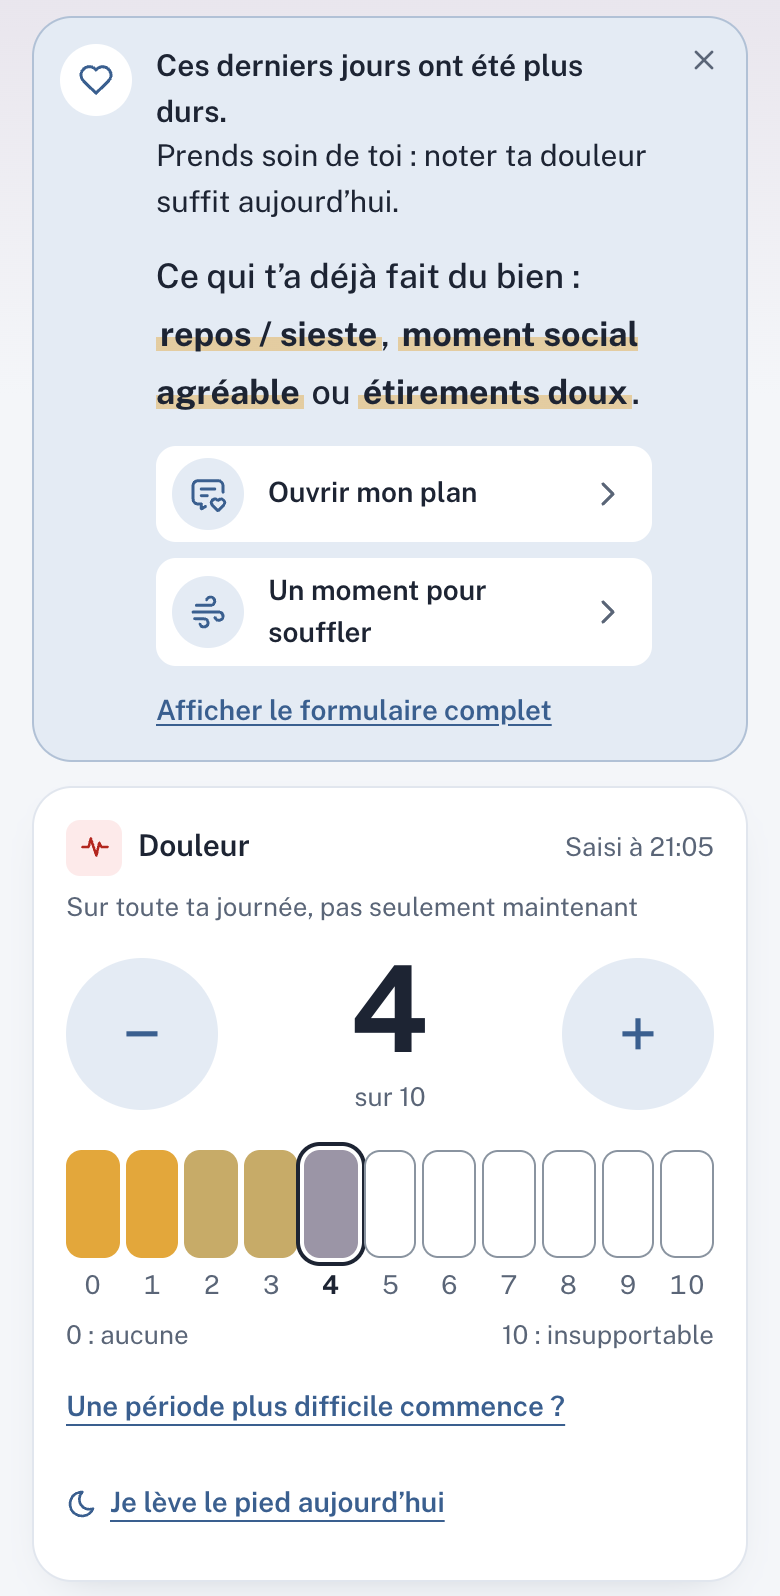 Ces derniers jours ont été plus
durs.
Prends soin de toi : noter ta douleur
suffit aujourd’hui.
Ce qui t’a déjà fait du bien :
repos / sieste, moment social
agréable ou étirements doux.
Ouvrir mon plan
Un moment pour
souffler
Afficher le formulaire complet
Douleur
Saisi à 21:05
Sur toute ta journée, pas seulement maintenant
4
sur 10
0 1 2 3 4 5 6 7 8 9 10
0 : aucune
10 : insupportable
Une période plus difficile commence ?
Je lève le pied aujourd’hui